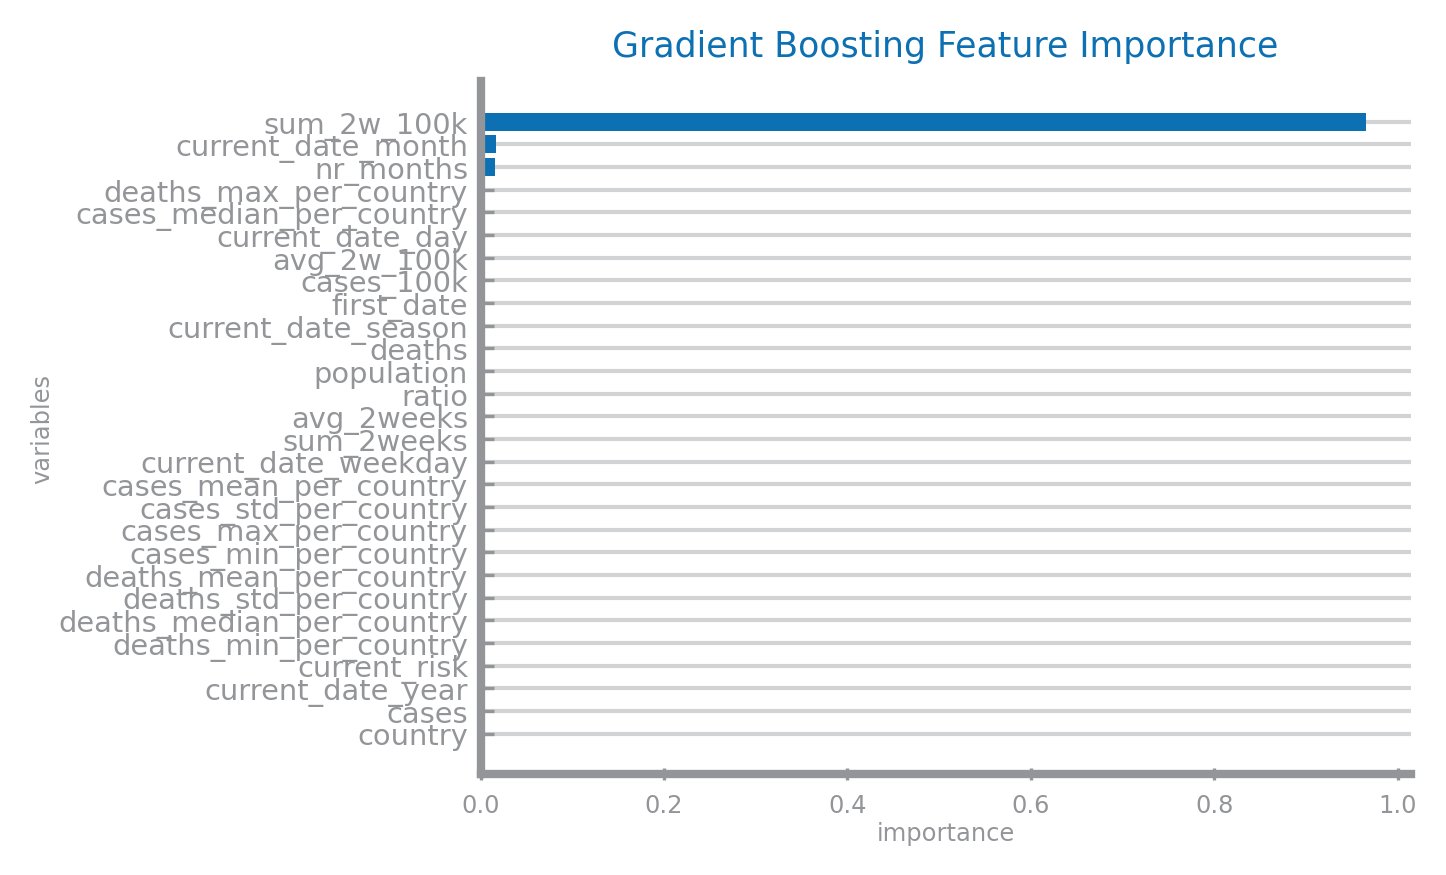 Gradient Boosting Feature Importance
sum_2w_100k
current_date_month
nr_months
deaths_max_per_country
cases_median_per_country
current_date_day
avg_2w_100k
cases_100k
first_date
current_date_season
deaths
population
ratio
avg_2weeks
sum_2weeks
current_date_weekday
cases_mean_per_country
cases_std_per_country
cases_max_per_country
cases_min_per_country
deaths_mean_per_country
deaths_std_per_country
deaths_median_per_country
deaths_min_per_country
current_risk
current_date_year
cases
country
variables
0.0 0.2 0.4 0.6 0.8 1.0
importance